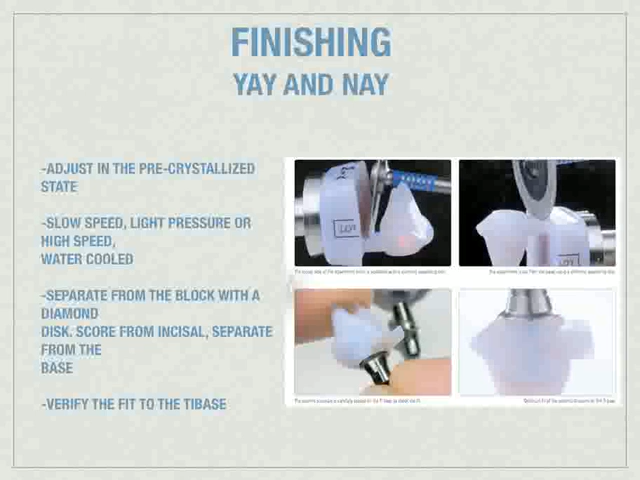 FINISHING
YAY AND NAY
-ADJUST IN THE PRE-CRYSTALLIZED
STATE
-SLOW SPEED, LIGHT PRESSURE OR
HIGH SPEED,
WATER COOLED
-SEPARATE FROM THE BLOCK WITH A
DIAMOND
DISK. SCORE FROM INCISAL, SEPARATE
FROM THE
BASE
-VERIFY THE FIT TO THE TIBASE